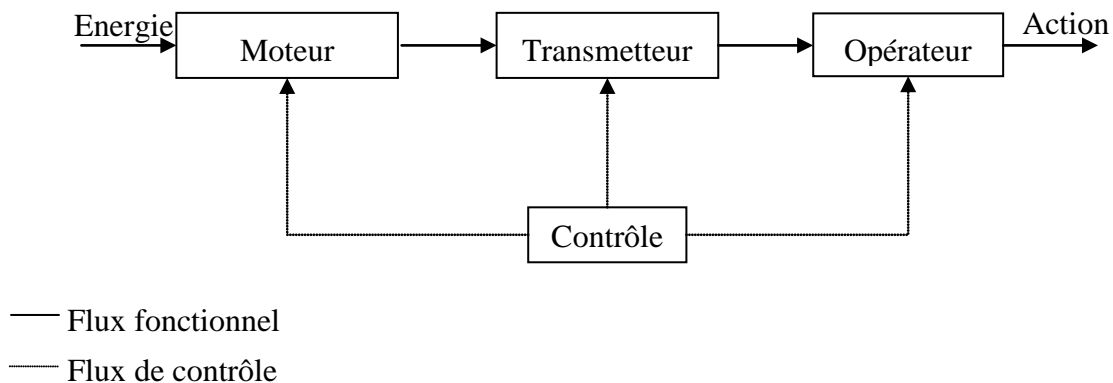 Energie
Action
Moteur
Transmetteur
Opérateur
Contrôle
Flux fonctionnel
Flux de contrôle